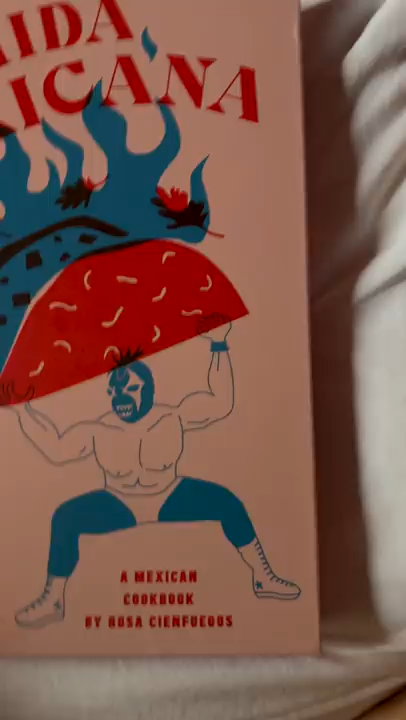 IDA
ICANA
A MEXICAN
COOKBOOK
BY ROSA CIENFUEGOS